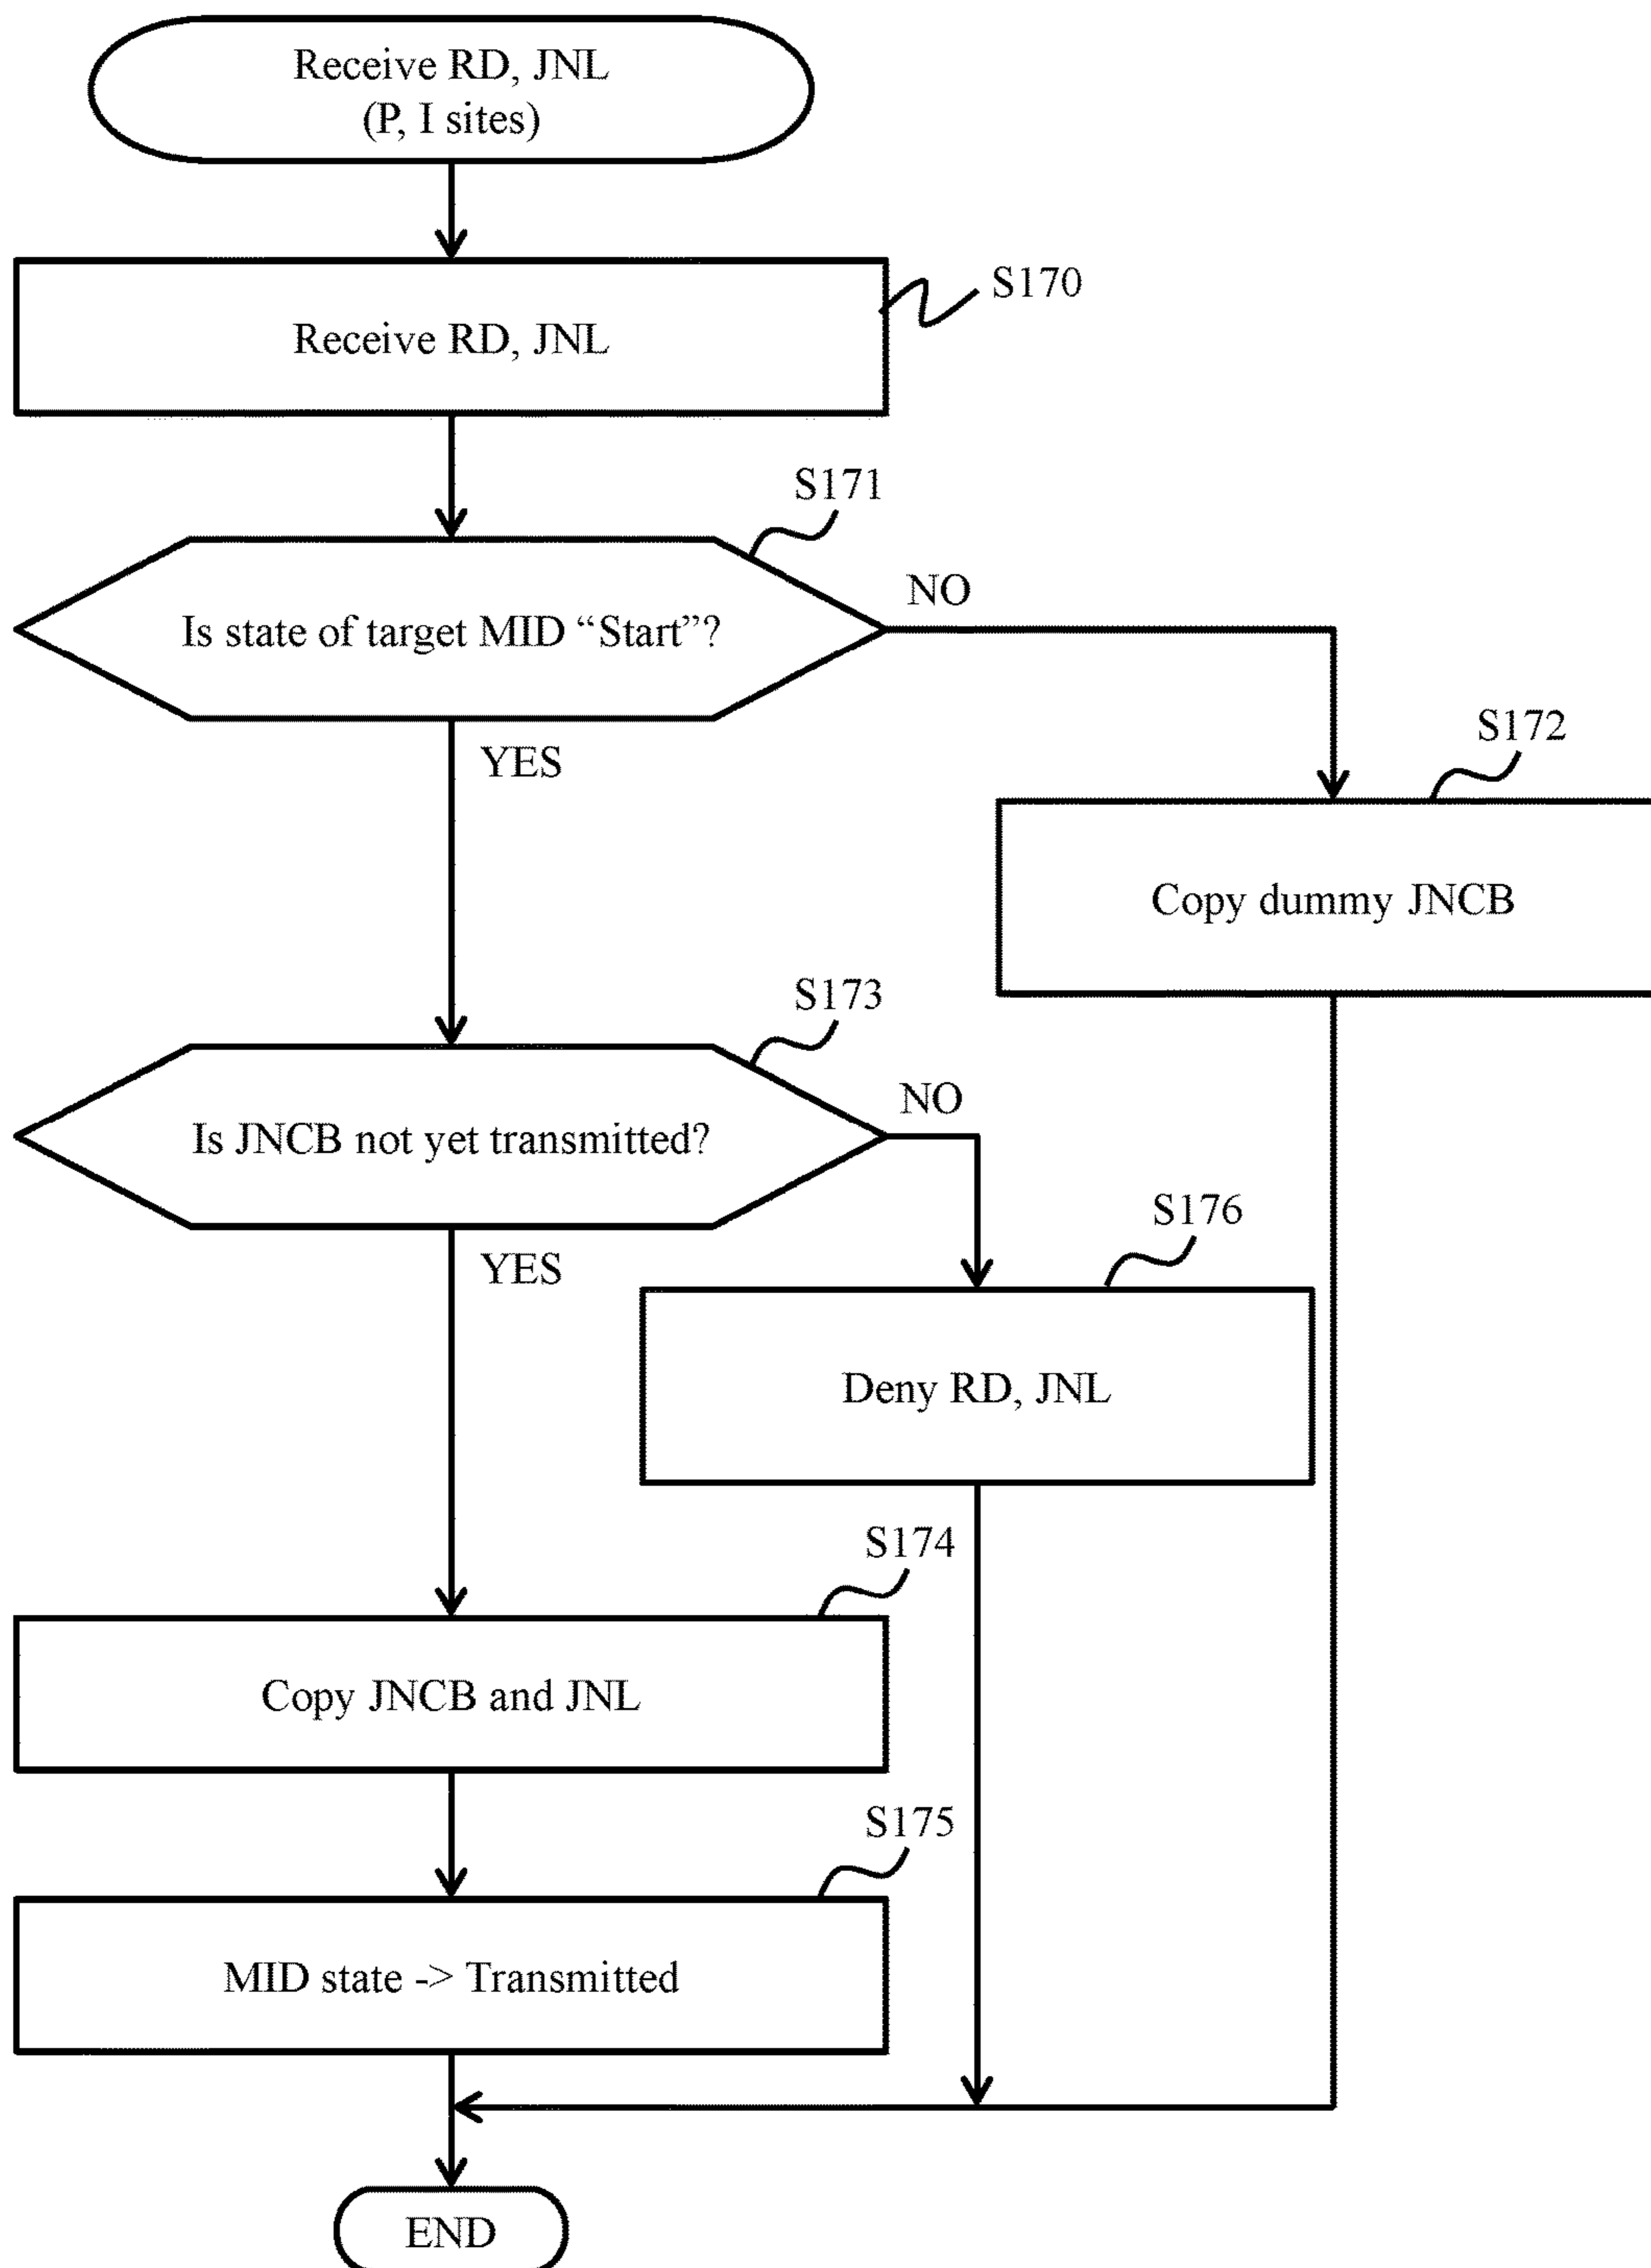 Receive RD, JNL
(P, I sites)
S170
Receive RD, JNL
S171
Is state of target MID “Start”?
NO
YES
S172
Copy dummy JNCB
S173
Is JNCB not yet transmitted?
NO
YES
S176
Deny RD, JNL
S174
Copy JNCB and JNL
S175
MID state -> Transmitted
END